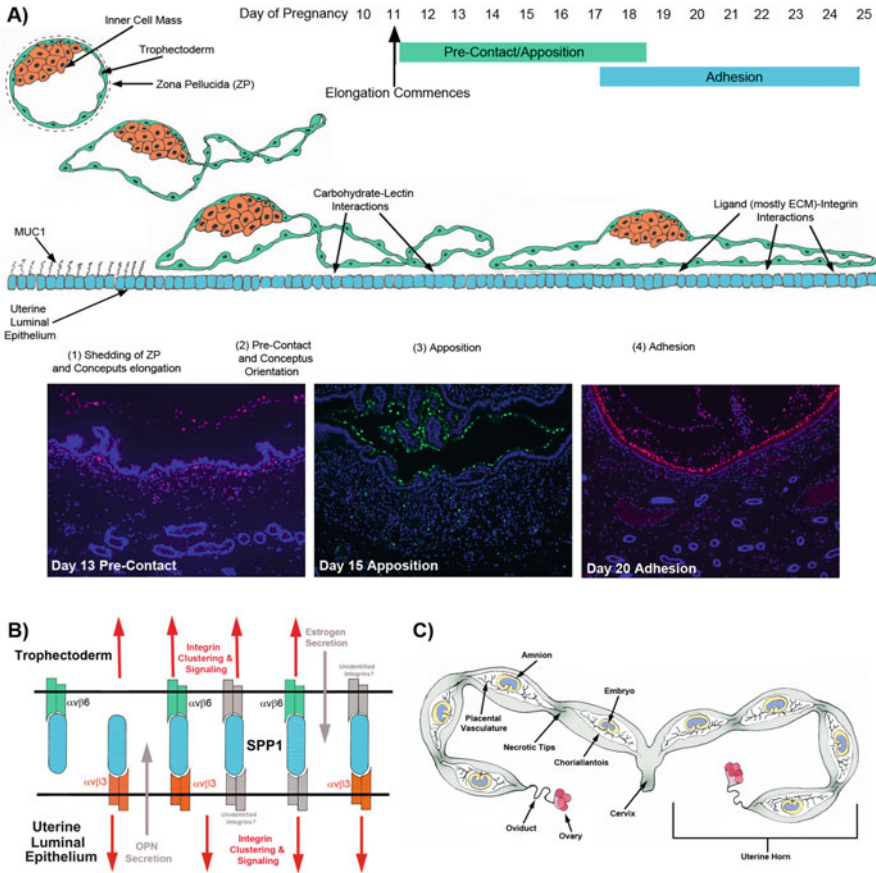 A)
Day of Pregnancy 10 11 12 13 14 15 16 17 18 19 20 21 22 23 24 25
Inner Cell Mass
Trophectoderm
Zona Pellucida (ZP)
Pre-Contact/Apposition
Adhesion
Elongation Commences
MUC1
Carbohydrate-Lectin
Interactions
Ligand (mostly ECM)-Integrin
Interactions
Uterine
Luminal
Epithelium
(1) Shedding of ZP
and Conceputs elongation
(2) Pre-Contact
and Conceptus
Orientation
(3) Apposition
(4) Adhesion
Day 13 Pre-Contact
Day 15 Apposition
Day 20 Adhesion
B)
Trophectoderm
Integrin
Clustering &
Signaling
Estrogen
Secretion
Unidentified
Integrins?
αvβ6
αvβ6
αvβ6
SPP1
αvβ3
αvβ3
αvβ3
Unidentified
Integrins?
Uterine
Luminal
Epithelium
OPN
Secretion
Integrin
Clustering &
Signaling
C)
Amnion
Placental
Vasculature
Embryo
Necrotic Tips
Choriallantois
Cervix
Oviduct
Ovary
Uterine Horn